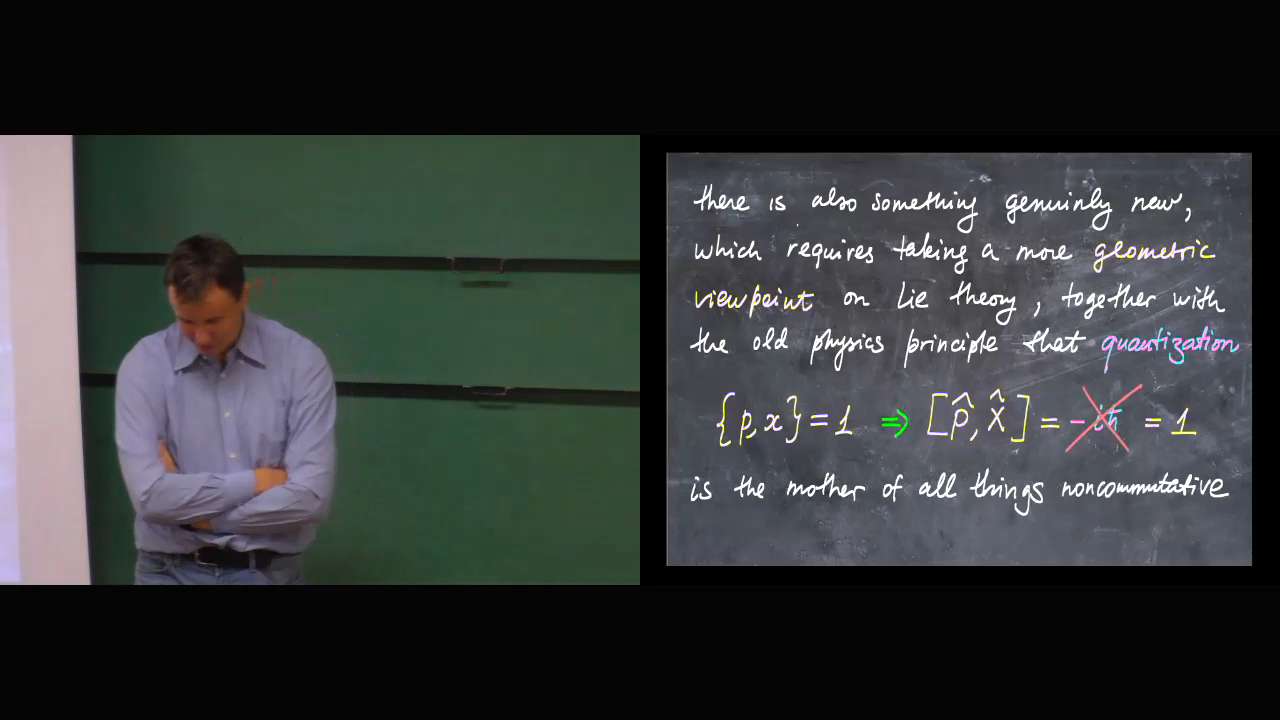 there is also something genuinly new,
which requires taking a more geometric
viewpoint on Lie theory, together with
the old physics principle that quantization
{p,x} = 1 ⇒ [p̂, x̂] = -iħ = 1
is the mother of all things noncommutative